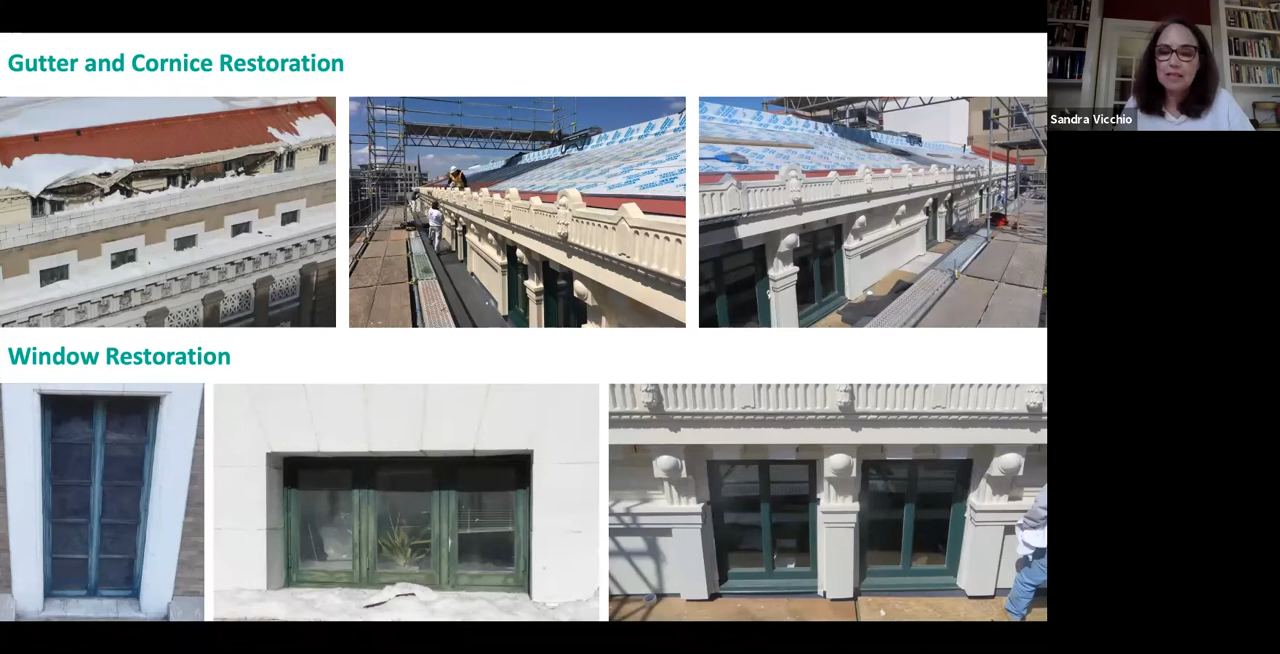 Gutter and Cornice Restoration
Sandra Vicchio
Window Restoration